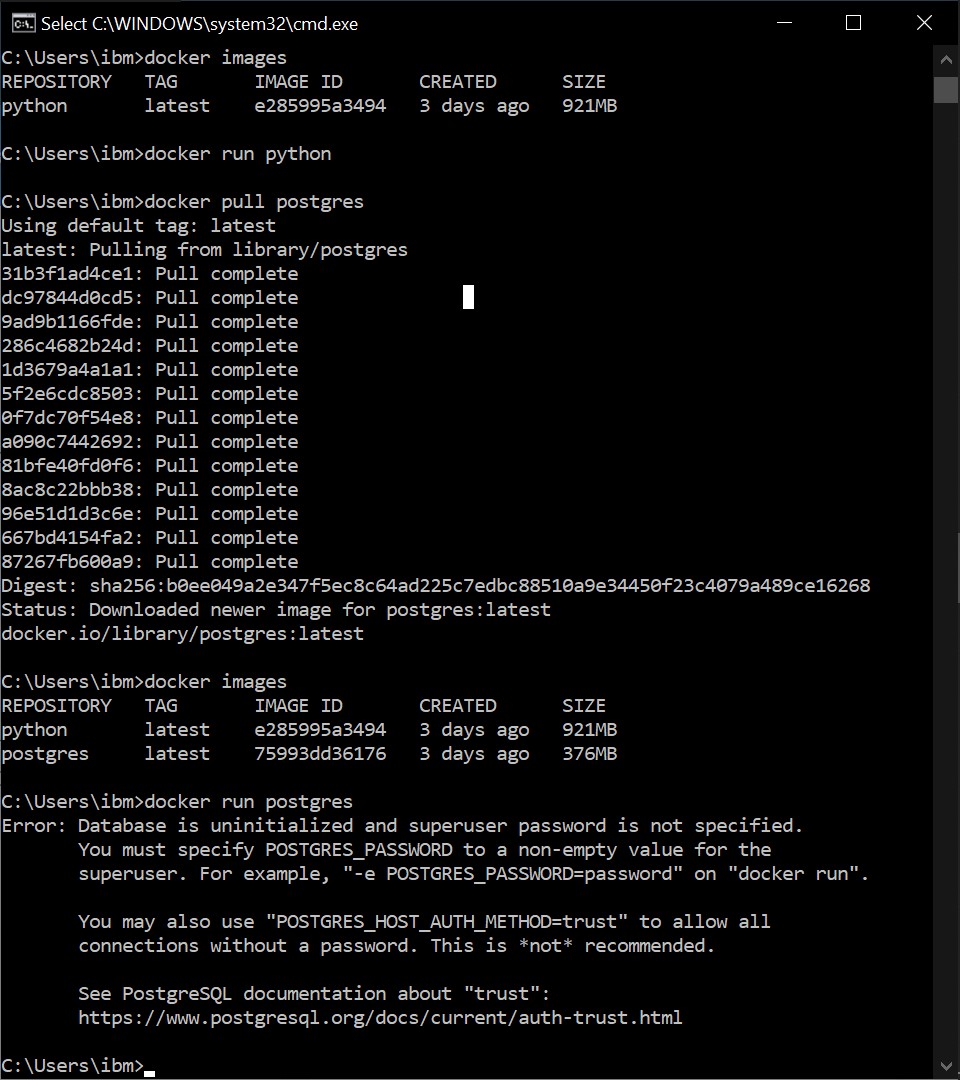 Select C:\WINDOWS\system32\cmd.exe
C:\Users\ibm>docker images
REPOSITORY   TAG       IMAGE ID       CREATED      SIZE
python       latest    e285995a3494   3 days ago   921MB
C:\Users\ibm>docker run python
C:\Users\ibm>docker pull postgres
Using default tag: latest
latest: Pulling from library/postgres
31b3f1ad4ce1: Pull complete
dc97844d0cd5: Pull complete
9ad9b1166fde: Pull complete
286c4682b24d: Pull complete
1d3679a4a1a1: Pull complete
5f2e6cdc8503: Pull complete
0f7dc70f54e8: Pull complete
a090c7442692: Pull complete
81bfe40fd0f6: Pull complete
8ac8c22bbb38: Pull complete
96e51d1d3c6e: Pull complete
667bd4154fa2: Pull complete
87267fb600a9: Pull complete
Digest: sha256:b0ee049a2e347f5ec8c64ad225c7edbc88510a9e34450f23c4079a489ce16268
Status: Downloaded newer image for postgres:latest
docker.io/library/postgres:latest
C:\Users\ibm>docker images
REPOSITORY   TAG       IMAGE ID       CREATED      SIZE
python       latest    e285995a3494   3 days ago   921MB
postgres     latest    75993dd36176   3 days ago   376MB
C:\Users\ibm>docker run postgres
Error: Database is uninitialized and superuser password is not specified.
       You must specify POSTGRES_PASSWORD to a non-empty value for the
       superuser. For example, "-e POSTGRES_PASSWORD=password" on "docker run".
       You may also use "POSTGRES_HOST_AUTH_METHOD=trust" to allow all
       connections without a password. This is *not* recommended.
       See PostgreSQL documentation about "trust":
       https://www.postgresql.org/docs/current/auth-trust.html
C:\Users\ibm>